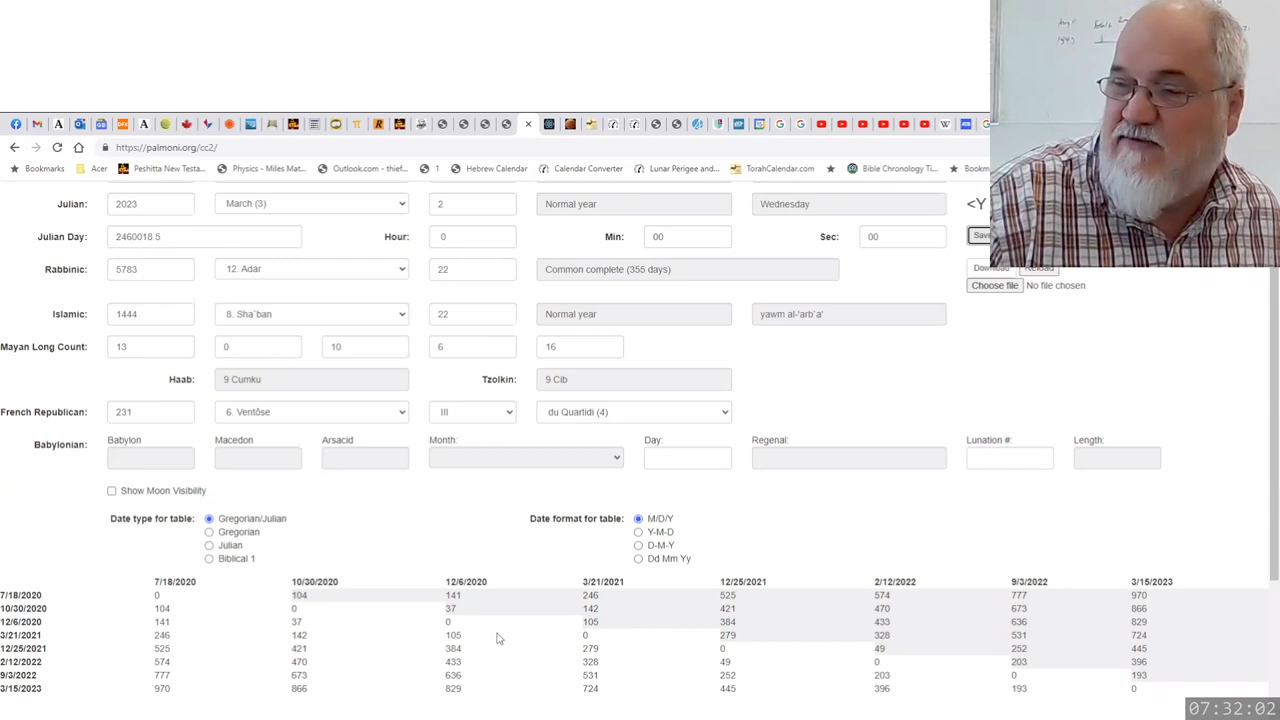 https://palmoni.org/cc2/
Bookmarks Acer Peshitta New Testa... Physics - Miles Mat... Outlook.com - thief... 1 Hebrew Calendar Calendar Converter Lunar Perigee and... TorahCalendar.com Bible Chronology Ti...
Julian: 2023 March (3) 2 Normal year Wednesday <Y
Julian Day: 2460018.5 Hour: 0 Min: 00 Sec: 00 Save
Rabbinic: 5783 12. Adar 22 Common complete (355 days) Download Reload
Choose file No file chosen
Islamic: 1444 8. Sha`ban 22 Normal year yawm al-'arb`a'
Mayan Long Count: 13 0 10 6 16
Haab: 9 Cumku Tzolkin: 9 Cib
French Republican: 231 6. Ventôse III du Quartidi (4)
Babylonian: Babylon Macedon Arsacid Month: Day: Regenal: Lunation #: Length:
Show Moon Visibility
Date type for table: Gregorian/Julian Date format for table: M/D/Y
Gregorian Y-M-D
Julian D-M-Y
Biblical 1 Dd Mm Yy
7/18/2020 10/30/2020 12/6/2020 3/21/2021 12/25/2021 2/12/2022 9/3/2022 3/15/2023
7/18/2020 0 104 141 246 525 574 777 970
10/30/2020 104 0 37 142 421 470 673 866
12/6/2020 141 37 0 105 384 433 636 829
3/21/2021 246 142 105 0 279 328 531 724
12/25/2021 525 421 384 279 0 49 252 445
2/12/2022 574 470 433 328 49 0 203 396
9/3/2022 777 673 636 531 252 203 0 193
3/15/2023 970 866 829 724 445 396 193 0
07:32:02